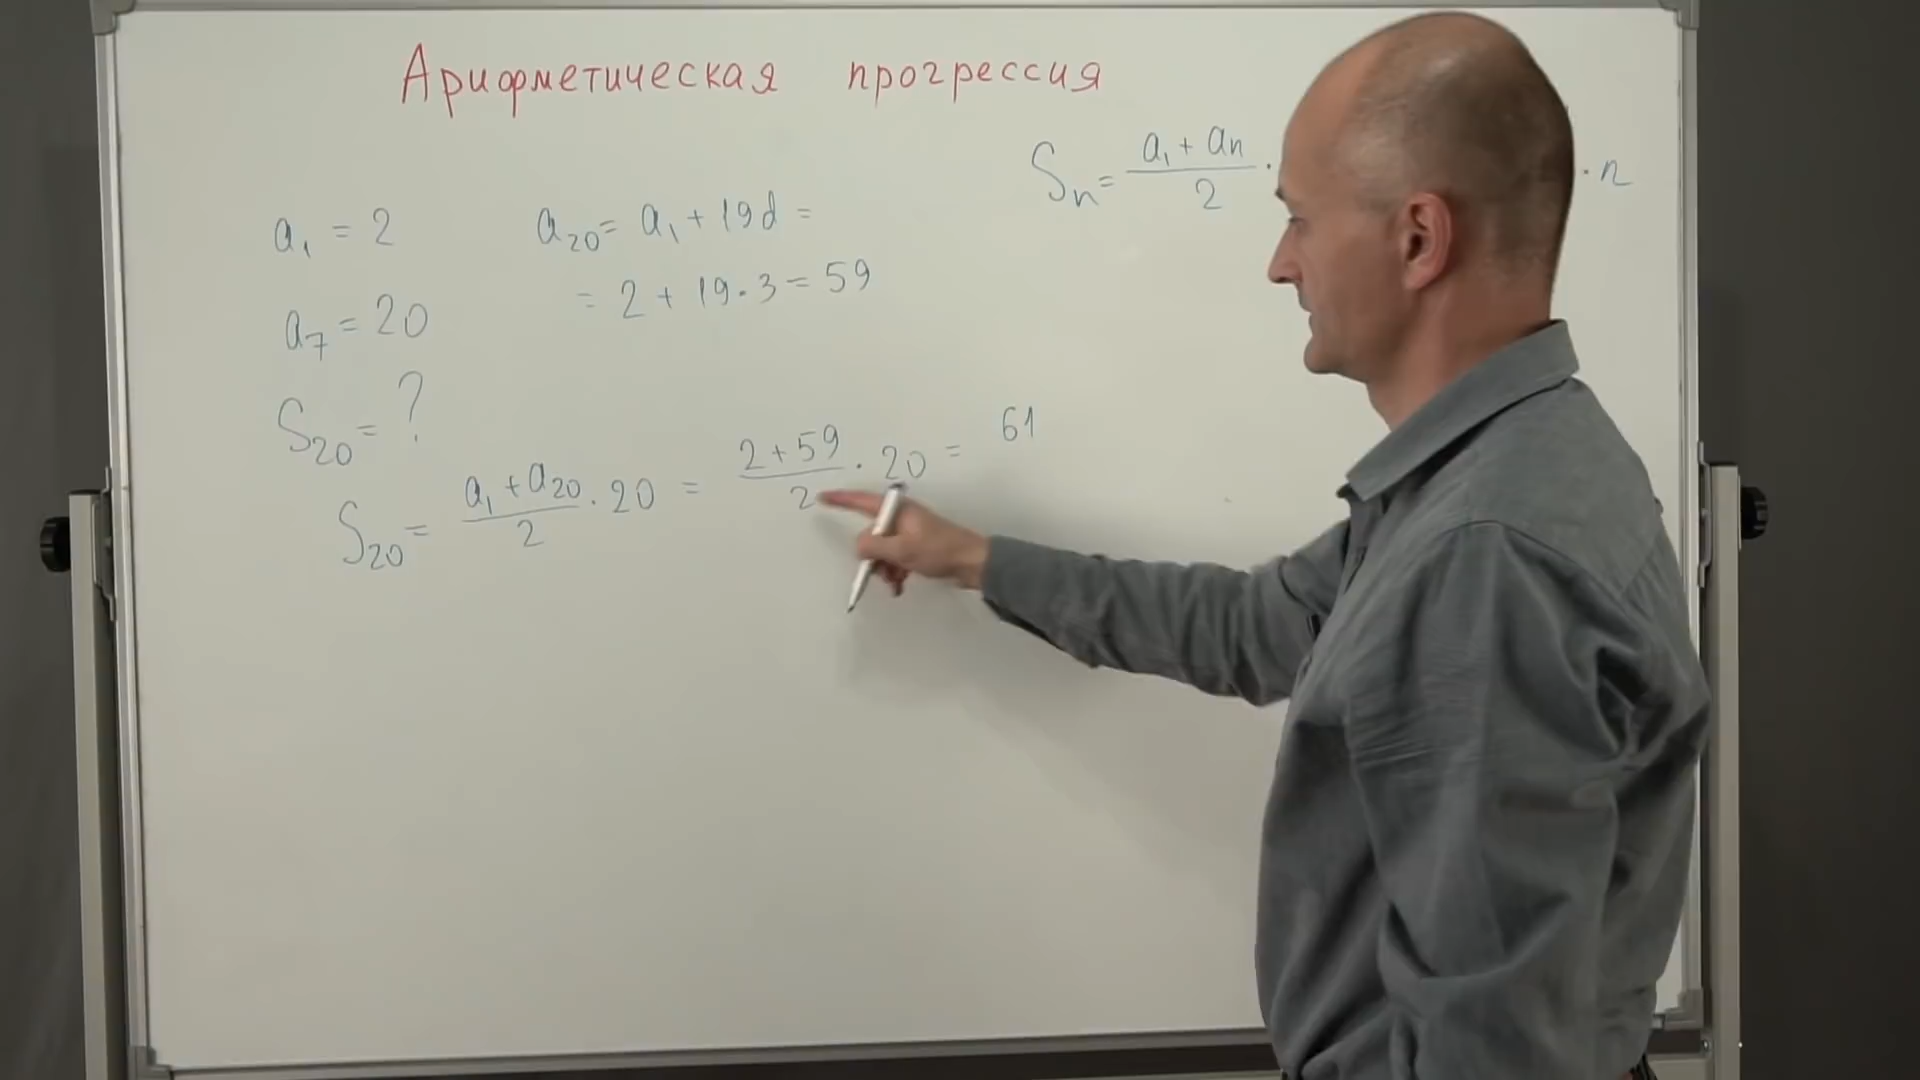 Арифметическая прогрессия
Sn = a1 + an / 2 ·
· n
a1 = 2
a7 = 20
S20 = ?
a20 = a1 + 19d =
= 2 + 19 · 3 = 59
S20 = a1 + a20 / 2 · 20 = 2 + 59 / 2 · 20 = 61